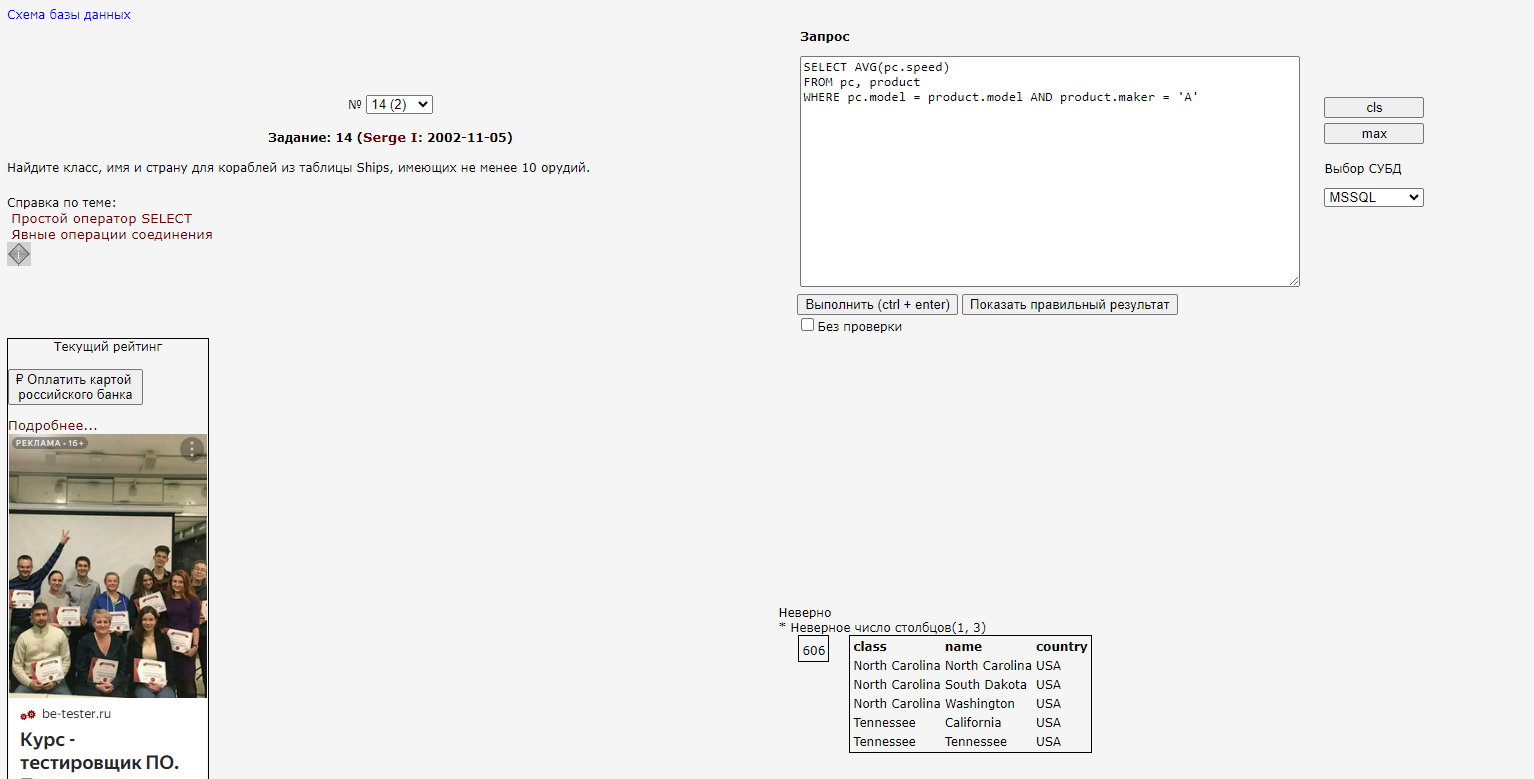 Схема базы данных
№ 14 (2)
Задание: 14 (Serge I: 2002-11-05)
Найдите класс, имя и страну для кораблей из таблицы Ships, имеющих не менее 10 орудий.
Справка по теме:
Простой оператор SELECT
Явные операции соединения
Запрос
SELECT AVG(pc.speed)
FROM pc, product
WHERE pc.model = product.model AND product.maker = 'A'
cls
max
Выбор СУБД
MSSQL
Выполнить (ctrl + enter) Показать правильный результат
Без проверки
Текущий рейтинг
₽ Оплатить картой
российского банка
Подробнее...
РЕКЛАМА • 16+
be-tester.ru
Курс -
тестировщик ПО.
Неверно
* Неверное число столбцов(1, 3)
606
class name country
North Carolina North Carolina USA
North Carolina South Dakota USA
North Carolina Washington USA
Tennessee California USA
Tennessee Tennessee USA